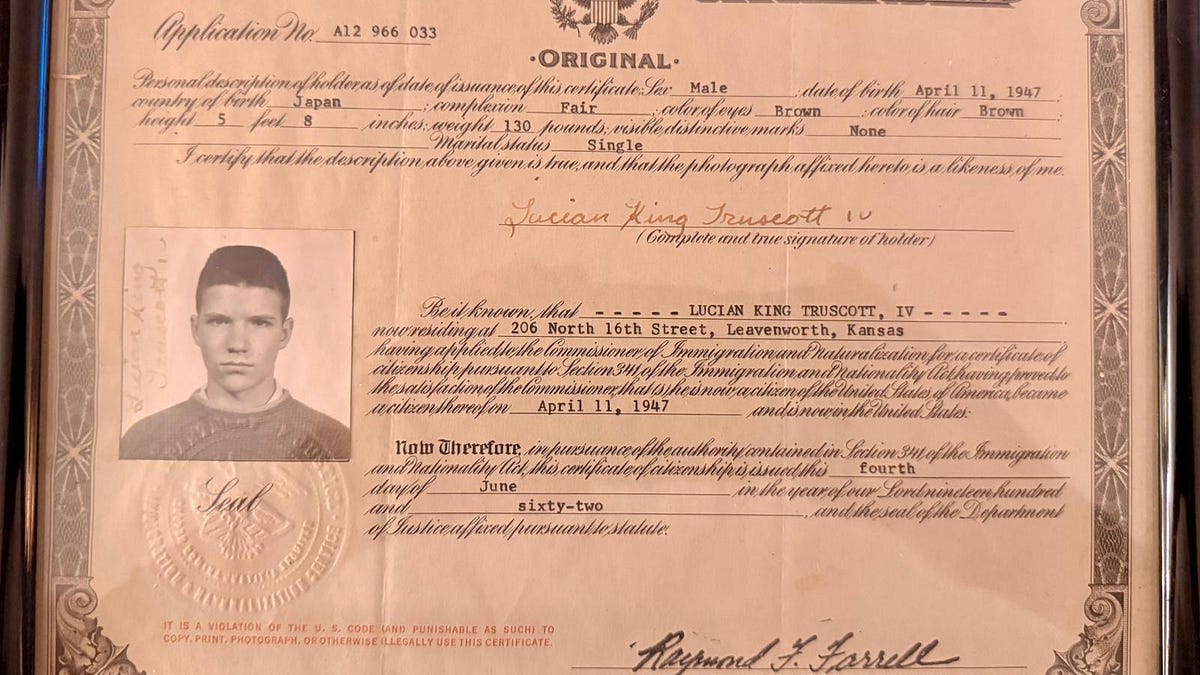 Application No. A12 966 033
·ORIGINAL·
Personal description of holder as of date of issuance of this certificate: Sex Male ; date of birth April 11, 1947
country of birth Japan ; complexion Fair ; color of eyes Brown ; color of hair Brown ;
height 5 feet 8 inches; weight 130 pounds; visible distinctive marks None
Marital status Single
I certify that the description above given is true, and that the photograph affixed hereto is a likeness of me.
Lucian King Truscott IV
(Complete and true signature of holder)
Lucian King
Truscott IV
Be it known, that - - - - - LUCIAN KING TRUSCOTT, IV - - - - -
now residing at 206 North 16th Street, Leavenworth, Kansas
having applied to the Commissioner of Immigration and Naturalization for a certificate of
citizenship pursuant to Section 341 of the Immigration and Nationality Act, having proved to
the satisfaction of the Commissioner, that (s)he is now a citizen of the United States of America, became
a citizen thereof on April 11, 1947 and is now in the United States:
Now Therefore, in pursuance of the authority contained in Section 341 of the Immigration
and Nationality Act, this certificate of citizenship is issued this fourth
day of June in the year of our Lord nineteen hundred
and sixty-two , and the seal of the Department
of Justice affixed pursuant to statute.
Seal
IT IS A VIOLATION OF THE U. S. CODE (AND PUNISHABLE AS SUCH) TO
COPY, PRINT, PHOTOGRAPH, OR OTHERWISE ILLEGALLY USE THIS CERTIFICATE.
Raymond F. Farrell